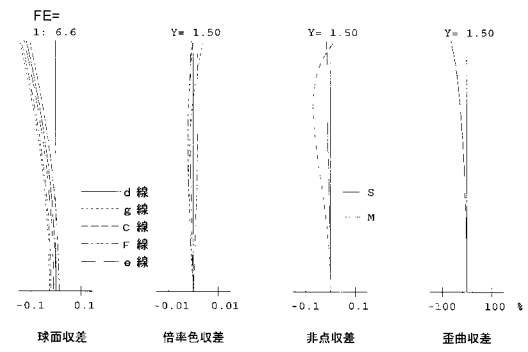 FE=
1: 6.6
Y= 1.50
Y= 1.50
Y= 1.50
d 線
g 線
C 線
F 線
e 線
S
M
-0.1 0.1
-0.01 0.01
-0.1 0.1
-100 100 %
球面収差
倍率色収差
非点収差
歪曲収差